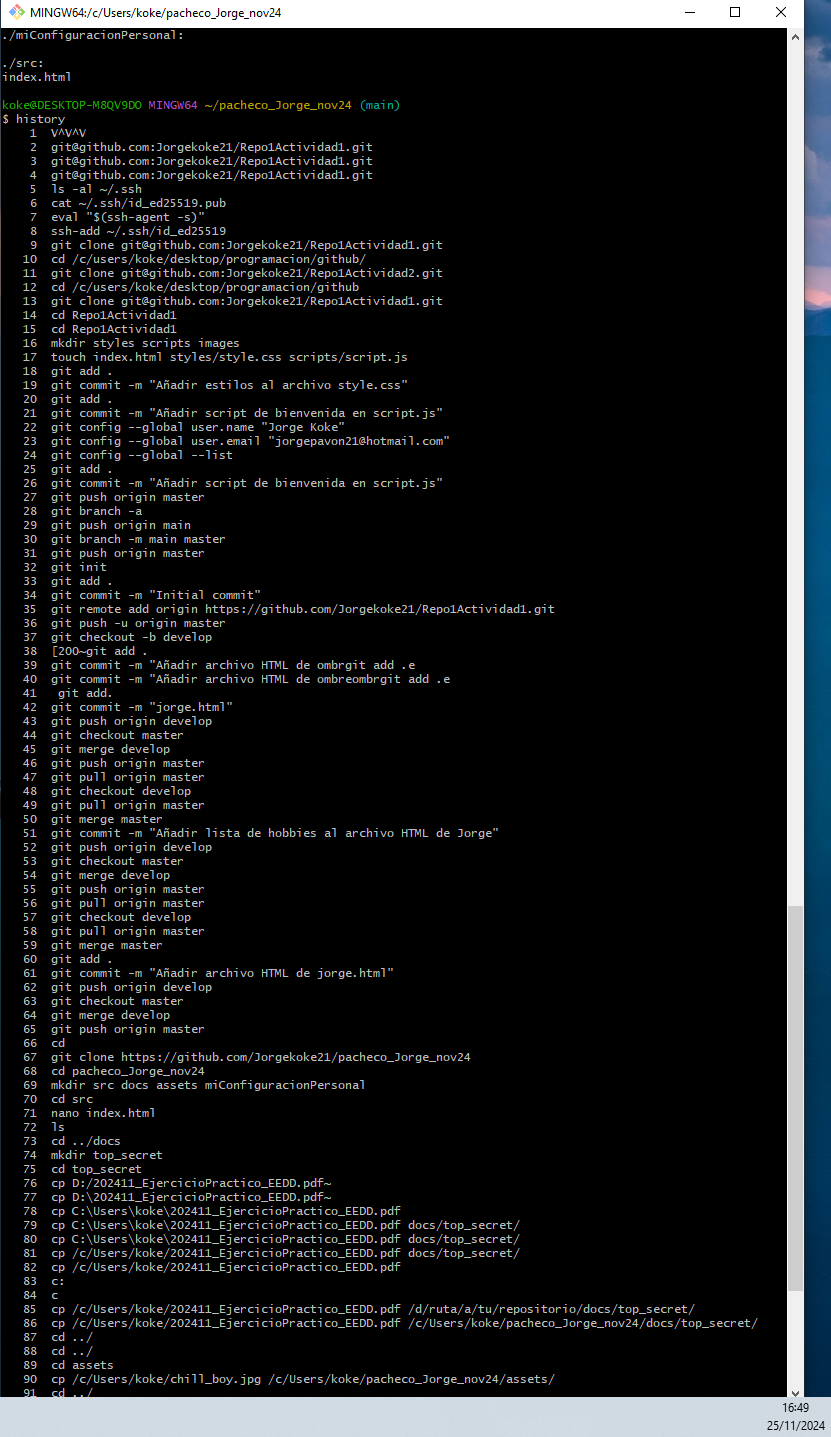 MINGW64:/c/Users/koke/pacheco_Jorge_nov24
./miConfiguracionPersonal:
./src:
index.html
koke@DESKTOP-M8QV9DO MINGW64 ~/pacheco_Jorge_nov24 (main)
$ history
1 V^V^V
2 git@github.com:Jorgekoke21/Repo1Actividad1.git
3 git@github.com:Jorgekoke21/Repo1Actividad1.git
4 git@github.com:Jorgekoke21/Repo1Actividad1.git
5 ls -al ~/.ssh
6 cat ~/.ssh/id_ed25519.pub
7 eval "$(ssh-agent -s)"
8 ssh-add ~/.ssh/id_ed25519
9 git clone git@github.com:Jorgekoke21/Repo1Actividad1.git
10 cd /c/users/koke/desktop/programacion/github/
11 git clone git@github.com:Jorgekoke21/Repo1Actividad2.git
12 cd /c/users/koke/desktop/programacion/github
13 git clone git@github.com:Jorgekoke21/Repo1Actividad1.git
14 cd Repo1Actividad1
15 cd Repo1Actividad1
16 mkdir styles scripts images
17 touch index.html styles/style.css scripts/script.js
18 git add .
19 git commit -m "Añadir estilos al archivo style.css"
20 git add .
21 git commit -m "Añadir script de bienvenida en script.js"
22 git config --global user.name "Jorge Koke"
23 git config --global user.email "jorgepavon21@hotmail.com"
24 git config --global --list
25 git add .
26 git commit -m "Añadir script de bienvenida en script.js"
27 git push origin master
28 git branch -a
29 git push origin main
30 git branch -m main master
31 git push origin master
32 git init
33 git add .
34 git commit -m "Initial commit"
35 git remote add origin https://github.com/Jorgekoke21/Repo1Actividad1.git
36 git push -u origin master
37 git checkout -b develop
38 [200~git add .
39 git commit -m "Añadir archivo HTML de ombrgit add .e
40 git commit -m "Añadir archivo HTML de ombreombrgit add .e
41 git add.
42 git commit -m "jorge.html"
43 git push origin develop
44 git checkout master
45 git merge develop
46 git push origin master
47 git pull origin master
48 git checkout develop
49 git pull origin master
50 git merge master
51 git commit -m "Añadir lista de hobbies al archivo HTML de Jorge"
52 git push origin develop
53 git checkout master
54 git merge develop
55 git push origin master
56 git pull origin master
57 git checkout develop
58 git pull origin master
59 git merge master
60 git add .
61 git commit -m "Añadir archivo HTML de jorge.html"
62 git push origin develop
63 git checkout master
64 git merge develop
65 git push origin master
66 cd
67 git clone https://github.com/Jorgekoke21/pacheco_Jorge_nov24
68 cd pacheco_Jorge_nov24
69 mkdir src docs assets miConfiguracionPersonal
70 cd src
71 nano index.html
72 ls
73 cd ../docs
74 mkdir top_secret
75 cd top_secret
76 cp D:/202411_EjercicioPractico_EEDD.pdf~
77 cp D:\202411_EjercicioPractico_EEDD.pdf~
78 cp C:\Users\koke\202411_EjercicioPractico_EEDD.pdf
79 cp C:\Users\koke\202411_EjercicioPractico_EEDD.pdf docs/top_secret/
80 cp C:\Users\koke\202411_EjercicioPractico_EEDD.pdf docs/top_secret/
81 cp /c/Users/koke/202411_EjercicioPractico_EEDD.pdf docs/top_secret/
82 cp /c/Users/koke/202411_EjercicioPractico_EEDD.pdf
83 c:
84 c
85 cp /c/Users/koke/202411_EjercicioPractico_EEDD.pdf /d/ruta/a/tu/repositorio/docs/top_secret/
86 cp /c/Users/koke/202411_EjercicioPractico_EEDD.pdf /c/Users/koke/pacheco_Jorge_nov24/docs/top_secret/
87 cd ../
88 cd ../
89 cd assets
90 cp /c/Users/koke/chill_boy.jpg /c/Users/koke/pacheco_Jorge_nov24/assets/
91 cd ../
16:49
25/11/2024